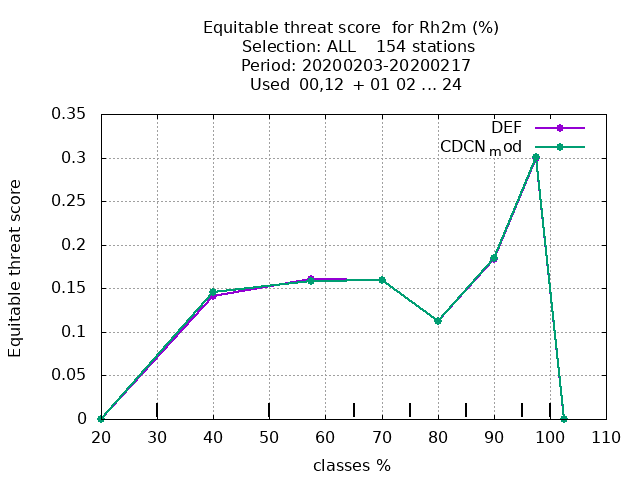 Equitable threat score  for Rh2m (%)
Selection: ALL    154 stations
Period: 20200203-20200217
Used  00,12  + 01 02 ... 24
DEF
CDCNmod
0.35
0.3
0.25
0.2
0.15
0.1
0.05
0
Equitable threat score
20 30 40 50 60 70 80 90 100 110
classes %